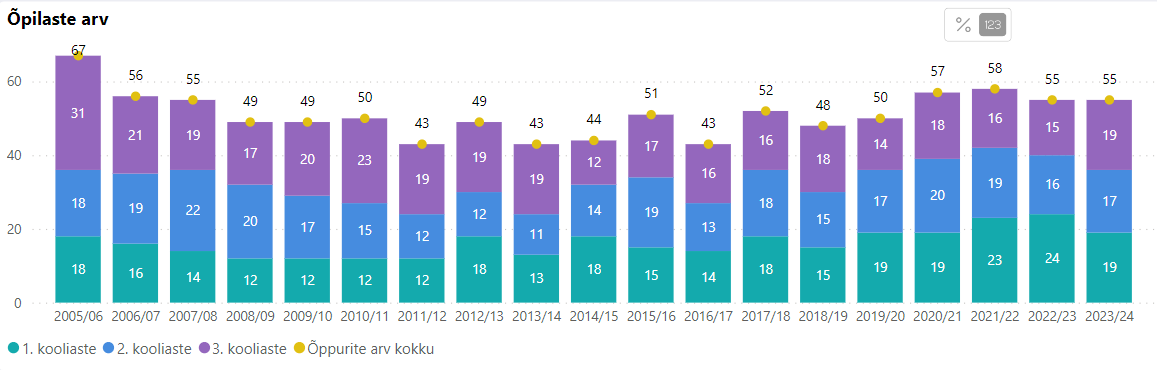 Õpilaste arv
% 123
67 56 55 49 49 50 43 49 43 44 51 43 52 48 50 57 58 55 55
60
31 21 19 17 20 23 19 19 19 12 17 16 16 18 14 18 16 15 19
40
18 19 22 20 17 15 12 12 11 14 19 13 18 15 17 20 19 16 17
20
18 16 14 12 12 12 12 18 13 18 15 14 18 15 19 19 23 24 19
0
2005/06 2006/07 2007/08 2008/09 2009/10 2010/11 2011/12 2012/13 2013/14 2014/15 2015/16 2016/17 2017/18 2018/19 2019/20 2020/21 2021/22 2022/23 2023/24
1. kooliaste 2. kooliaste 3. kooliaste Õppurite arv kokku